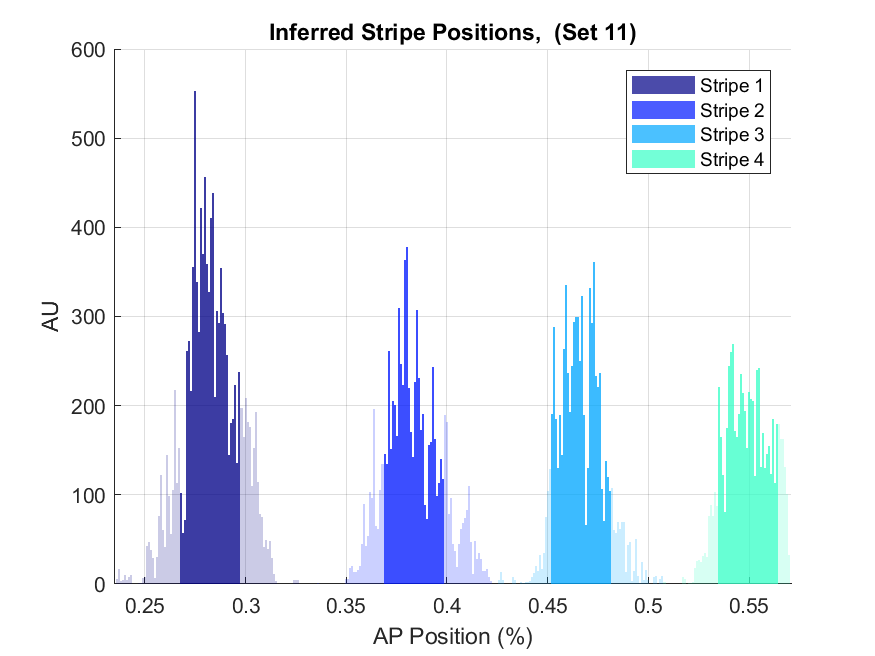 Inferred Stripe Positions,  (Set 11)
600
500
400
300
200
100
0
AU
Stripe 1
Stripe 2
Stripe 3
Stripe 4
0.25 0.3 0.35 0.4 0.45 0.5 0.55
AP Position (%)